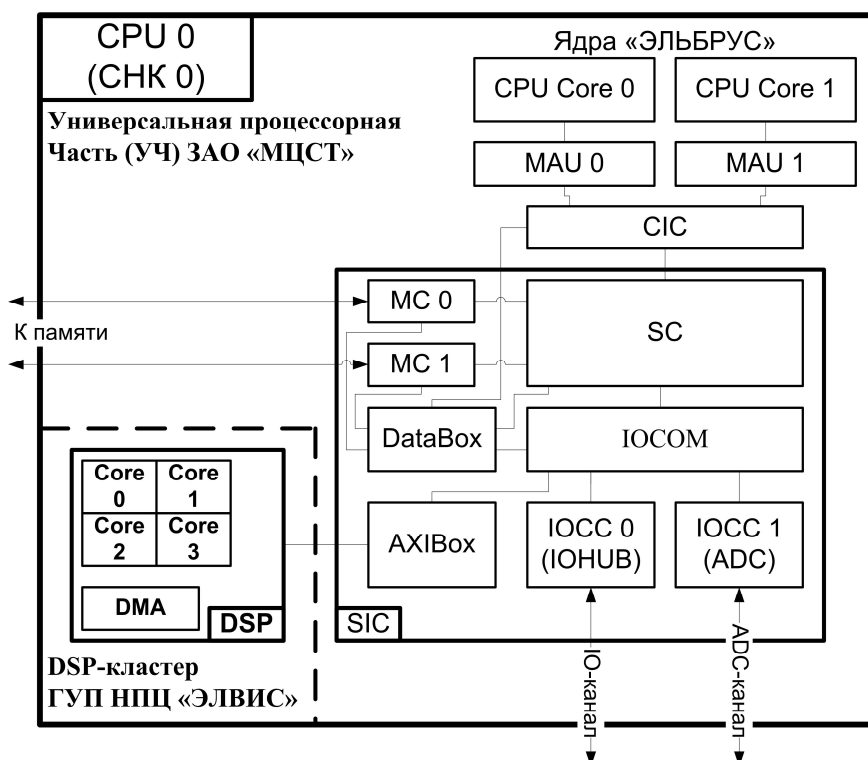 CPU 0
(СНК 0)
Универсальная процессорная
Часть (УЧ) ЗАО «МЦСТ»
Ядра «ЭЛЬБРУС»
CPU Core 0
CPU Core 1
MAU 0
MAU 1
CIC
MC 0
SC
К памяти
MC 1
DataBox
IOCOM
Core
0
Core
1
Core
2
Core
3
AXIBox
IOCC 0
(IOHUB)
IOCC 1
(ADC)
DMA
DSP
SIC
DSP-кластер
ГУП НПЦ «ЭЛВИС»
IO-канал
ADC-канал